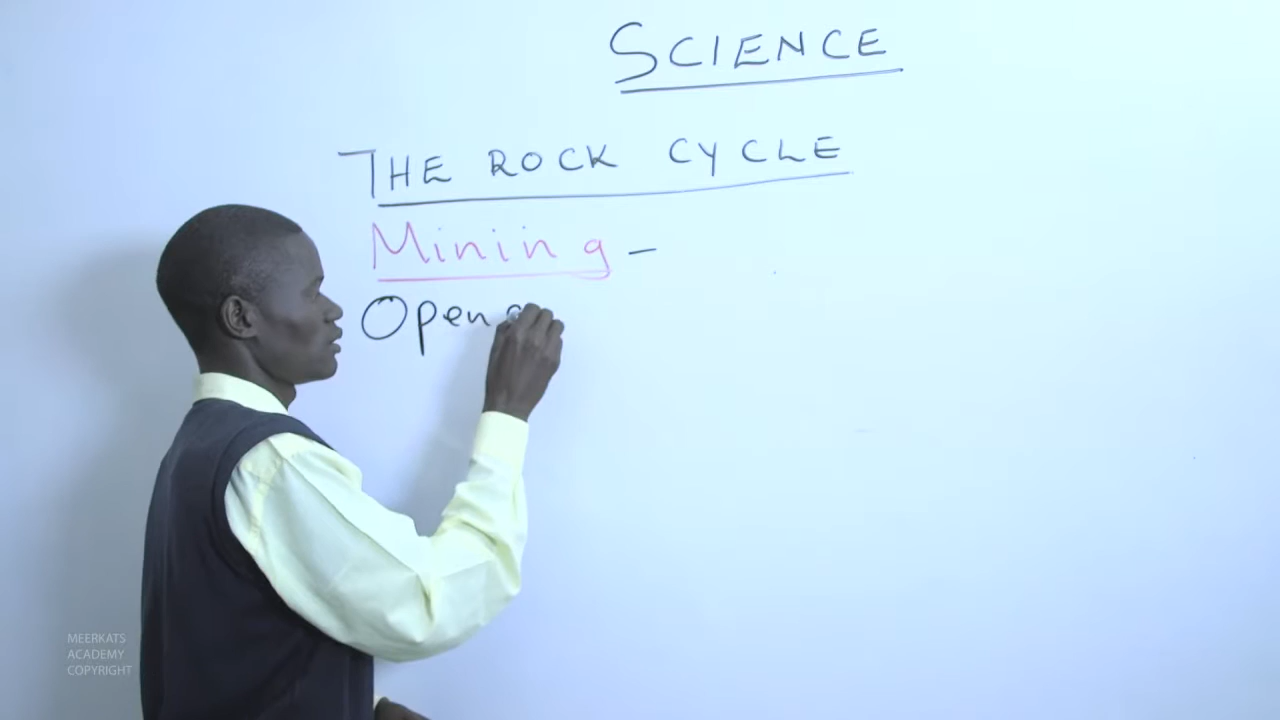 SCIENCE
THE ROCK CYCLE
Mining -
Open
MEERKATS
ACADEMY
COPYRIGHT